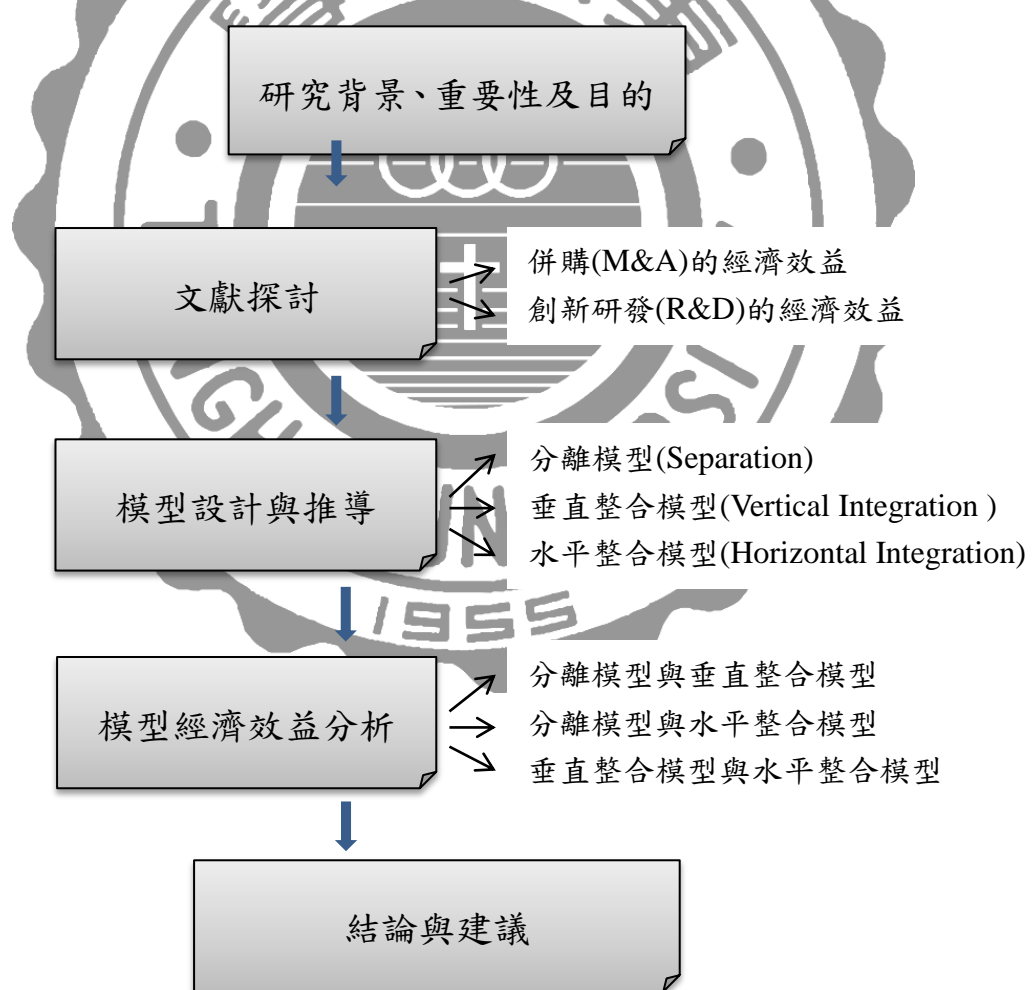 研究背景、重要性及目的
文獻探討
併購(M&A)的經濟效益
創新研發(R&D)的經濟效益
模型設計與推導
分離模型(Separation)
垂直整合模型(Vertical Integration )
水平整合模型(Horizontal Integration)
1955
模型經濟效益分析
分離模型與垂直整合模型
分離模型與水平整合模型
垂直整合模型與水平整合模型
結論與建議